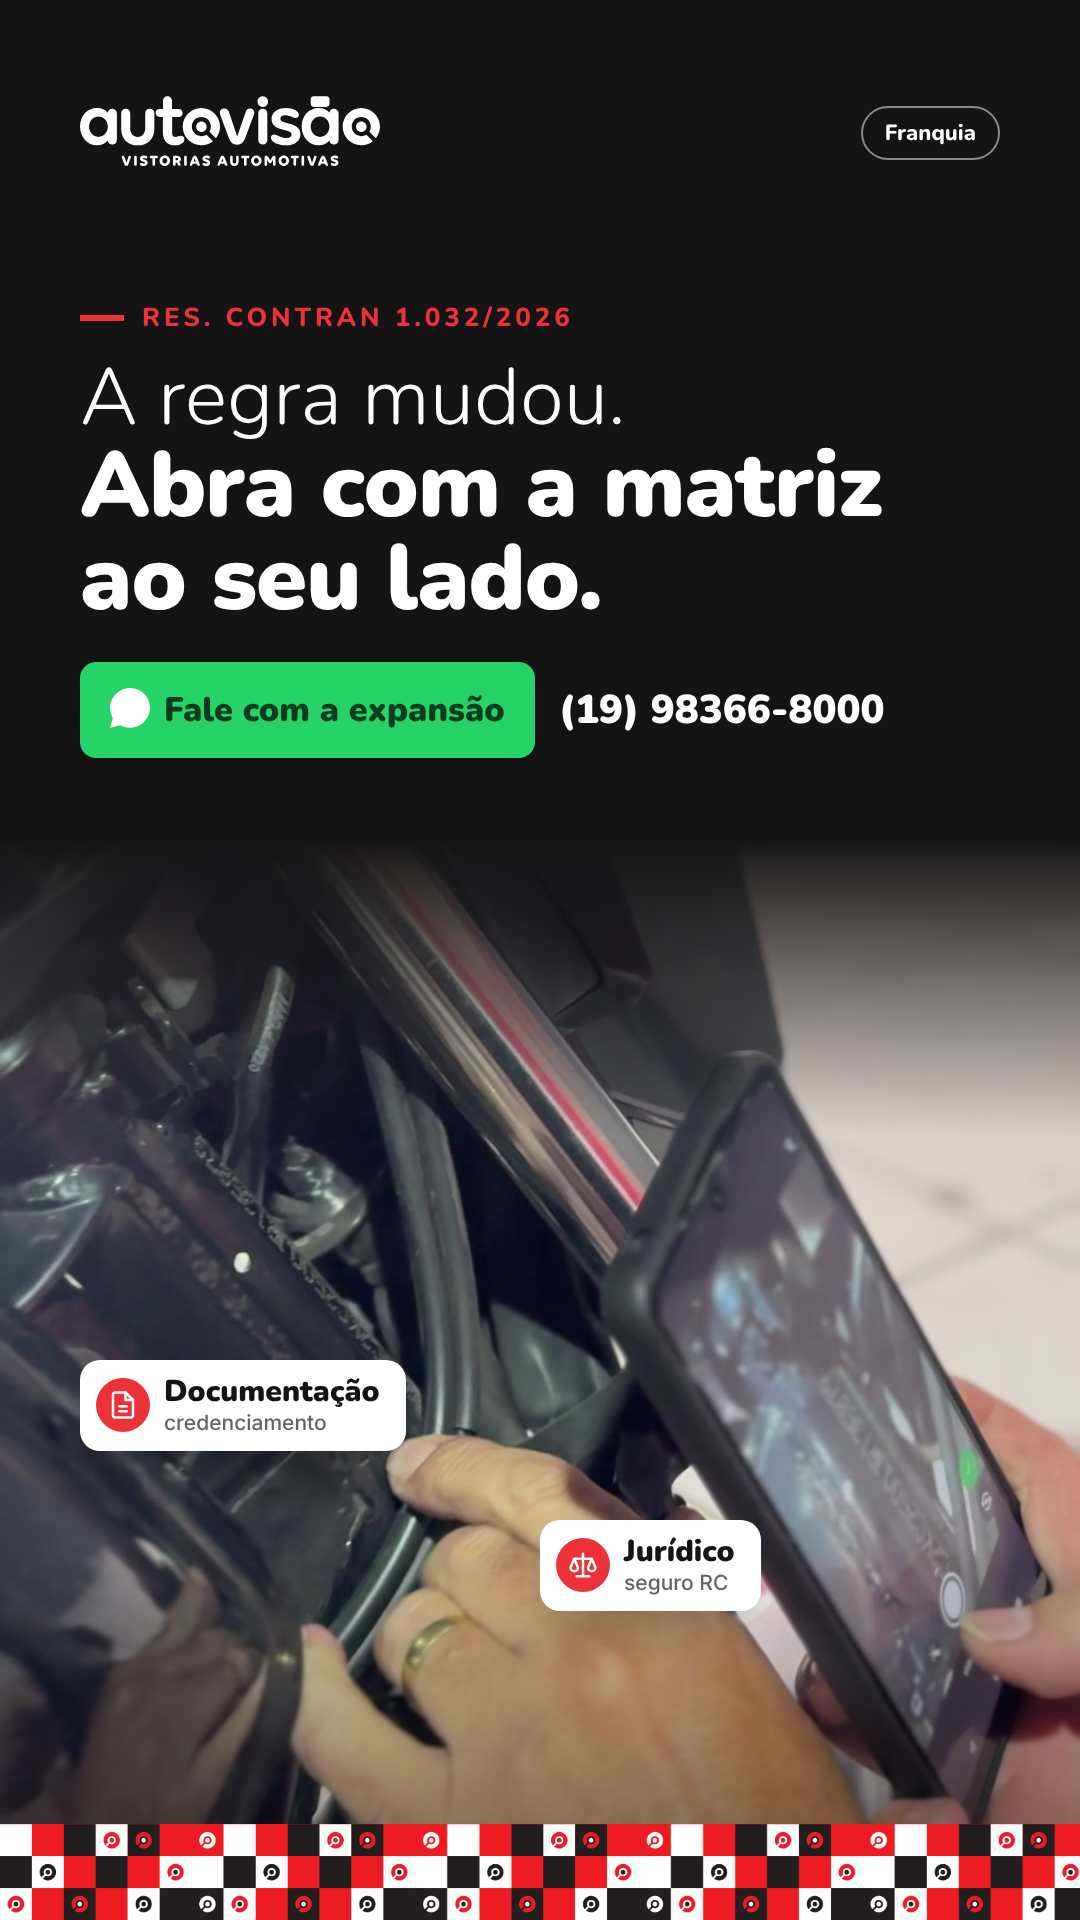 autovisão
VISTORIAS AUTOMOTIVAS
Franquia
RES. CONTRAN 1.032/2026
A regra mudou.
Abra com a matriz
ao seu lado.
Fale com a expansão
(19) 98366-8000
Documentação
credenciamento
Jurídico
seguro RC